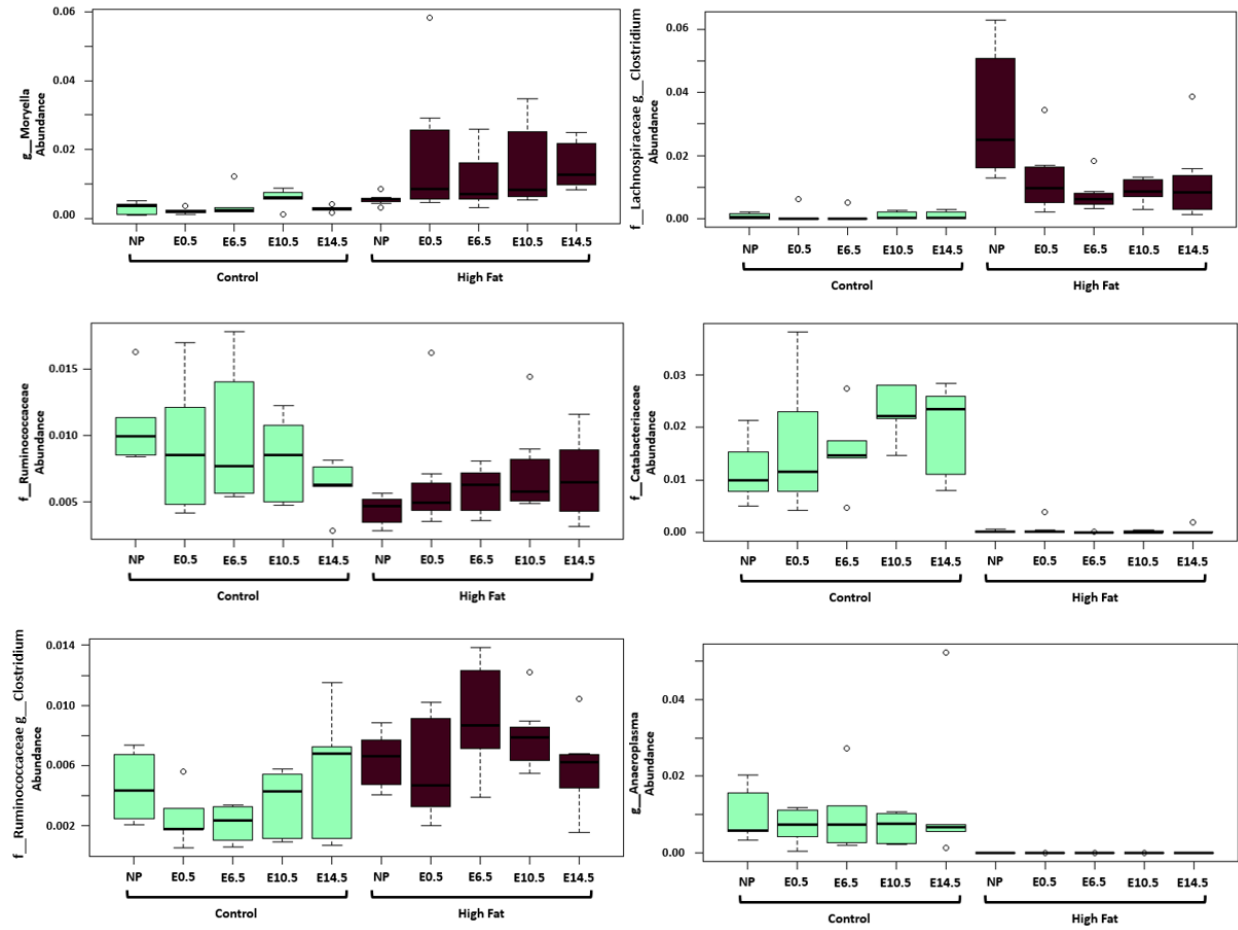 g__Moryella
Abundance
0.06
0.04
0.02
0.00
NP E0.5 E6.5 E10.5 E14.5 NP E0.5 E6.5 E10.5 E14.5
Control High Fat
f__Lachnospiraceae g__Clostridium
Abundance
0.06
0.04
0.02
0.00
NP E0.5 E6.5 E10.5 E14.5 NP E0.5 E6.5 E10.5 E14.5
Control High Fat
f__Ruminococcaceae
Abundance
0.015
0.010
0.005
NP E0.5 E6.5 E10.5 E14.5 NP E0.5 E6.5 E10.5 E14.5
Control High Fat
f__Catabacteriaceae
Abundance
0.03
0.02
0.01
0.00
NP E0.5 E6.5 E10.5 E14.5 NP E0.5 E6.5 E10.5 E14.5
Control High Fat
f__Ruminococcaceae g__Clostridium
Abundance
0.014
0.010
0.006
0.002
NP E0.5 E6.5 E10.5 E14.5 NP E0.5 E6.5 E10.5 E14.5
Control High Fat
g__Anaeroplasma
Abundance
0.04
0.02
0.00
NP E0.5 E6.5 E10.5 E14.5 NP E0.5 E6.5 E10.5 E14.5
Control High Fat